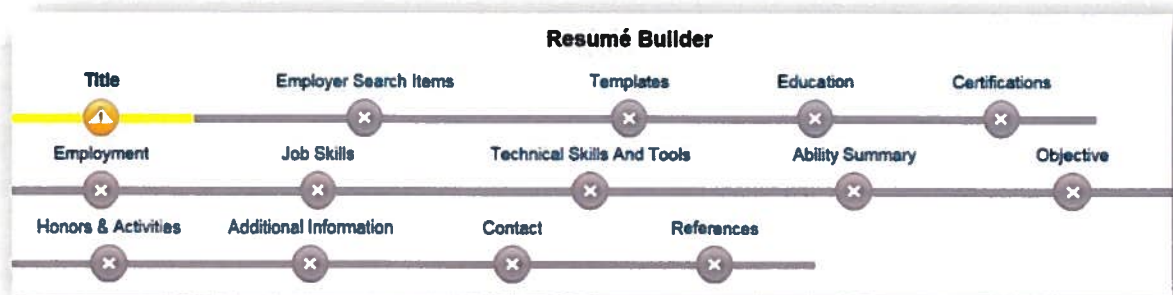 Resumé Builder
Title Employer Search Items Templates Education Certifications
Employment Job Skills Technical Skills And Tools Ability Summary Objective
Honors & Activities Additional Information Contact References